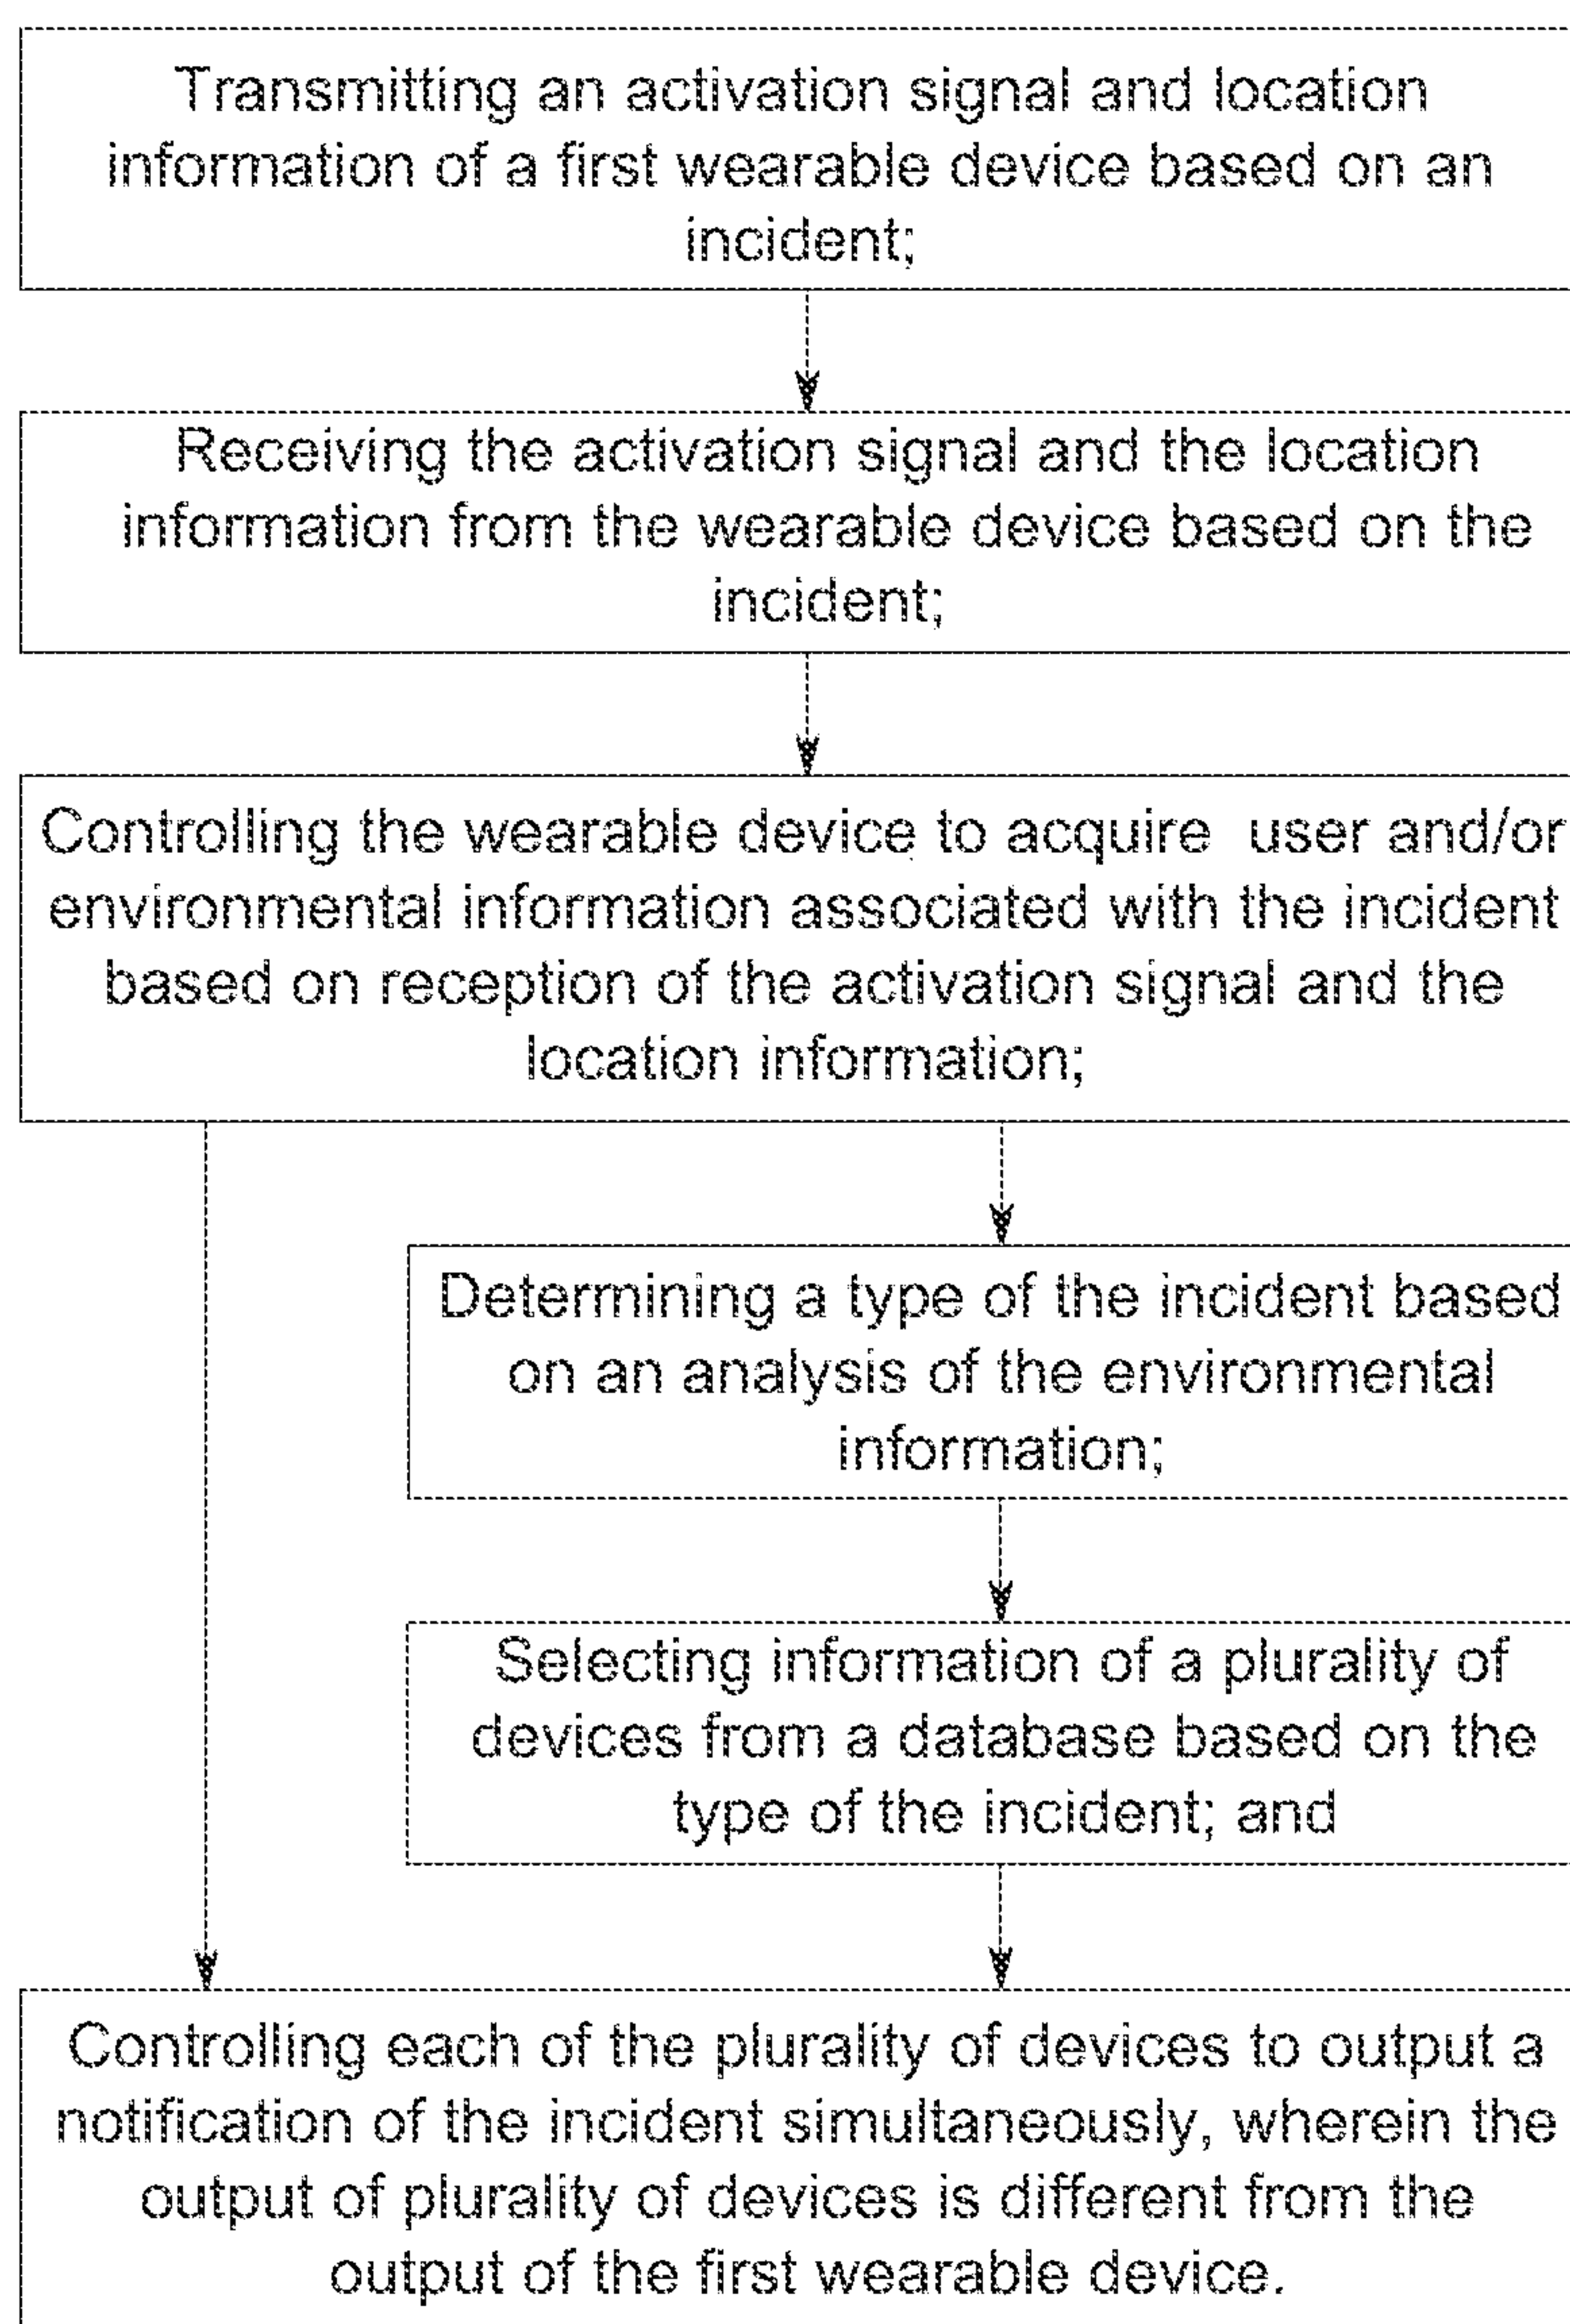 Transmitting an activation signal and location
information of a first wearable device based on an
incident;
Receiving the activation signal and the location
information from the wearable device based on the
incident;
Controlling the wearable device to acquire user and/or
environmental information associated with the incident
based on reception of the activation signal and the
location information;
Determining a type of the incident based
on an analysis of the environmental
information;
Selecting information of a plurality of
devices from a database based on the
type of the incident; and
Controlling each of the plurality of devices to output a
notification of the incident simultaneously, wherein the
output of plurality of devices is different from the
output of the first wearable device.